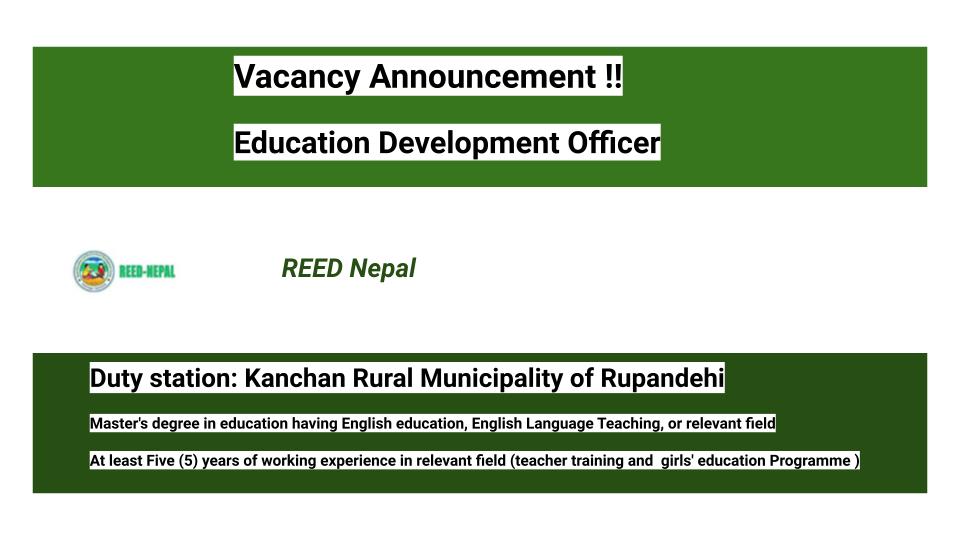 Vacancy Announcement !!
Education Development Officer
REED-NEPAL
REED Nepal
Duty station: Kanchan Rural Municipality of Rupandehi
Master's degree in education having English education, English Language Teaching, or relevant field
At least Five (5) years of working experience in relevant field (teacher training and  girls' education Programme )